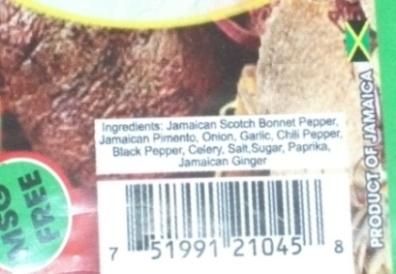 Ingredients: Jamaican Scotch Bonnet Pepper,
Jamaican Pimento, Onion, Garlic, Chili Pepper,
Black Pepper, Celery, Salt,Sugar, Paprika,
Jamaican Ginger
MSG
FREE
7 51991 21045 8
PRODUCT OF JAMAICA